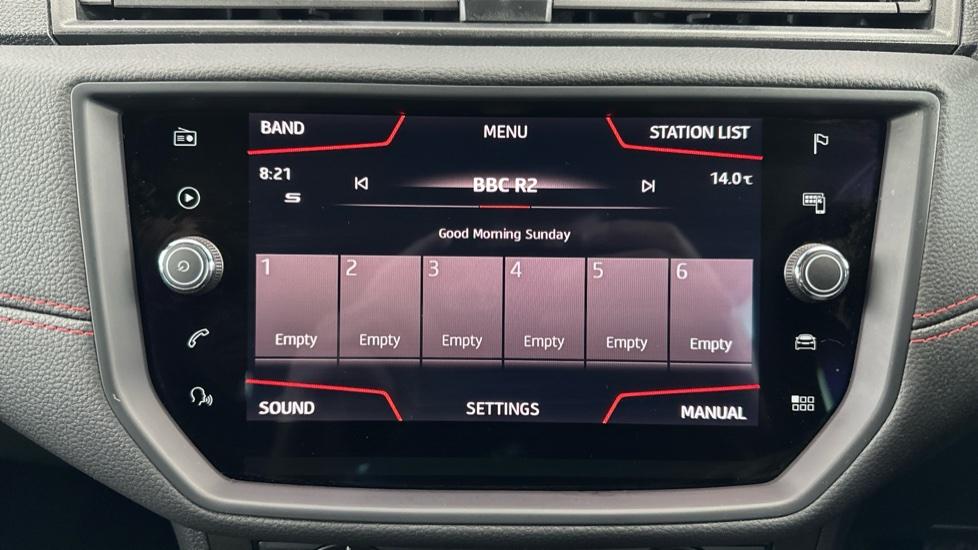 BAND MENU STATION LIST
8:21 BBC R2 14.0℃
S
Good Morning Sunday
1 2 3 4 5 6
Empty Empty Empty Empty Empty Empty
SOUND SETTINGS MANUAL